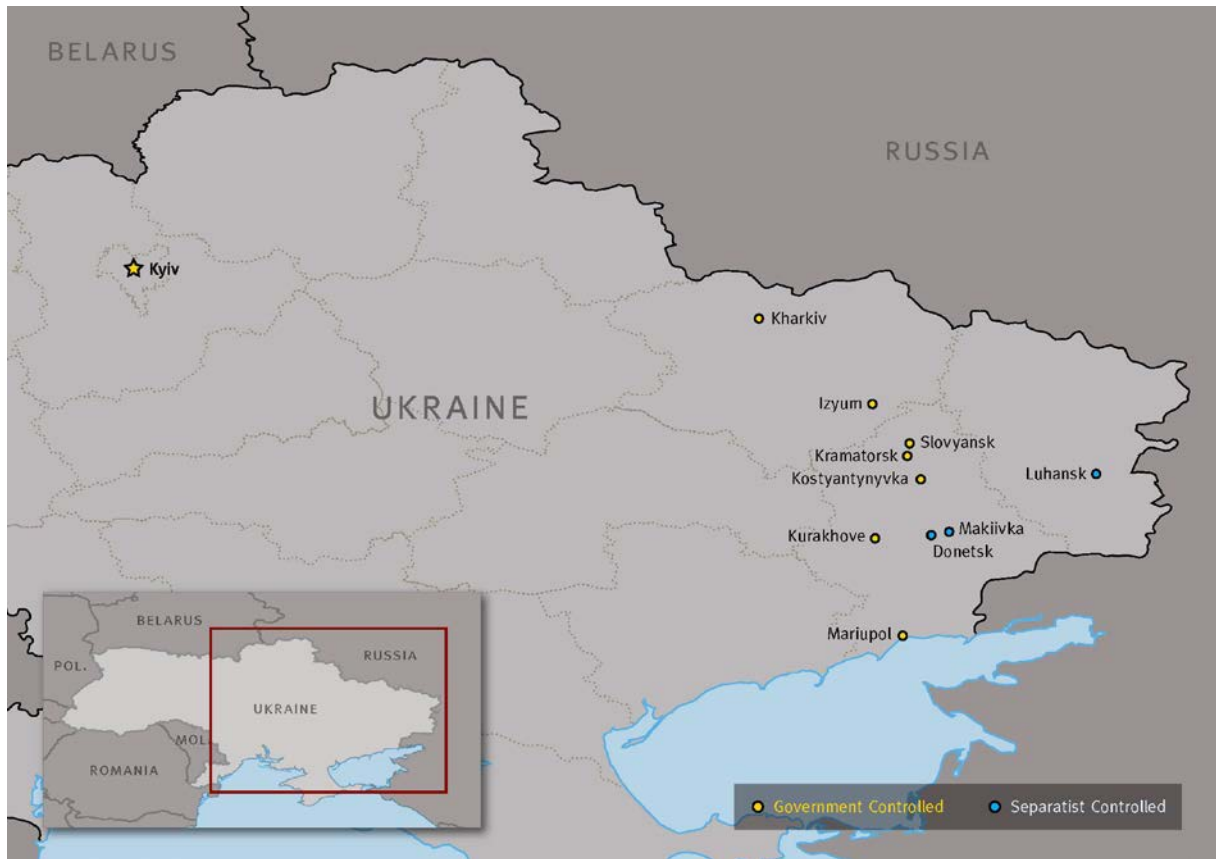 BELARUS
RUSSIA
Kyiv
Kharkiv
UKRAINE
Izyum
Slovyansk
Kramatorsk
Kostyantynyvka
Luhansk
Kurakhove
Makiivka
Donetsk
Mariupol
BELARUS
POL.
RUSSIA
UKRAINE
MOL.
ROMANIA
Government Controlled
Separatist Controlled